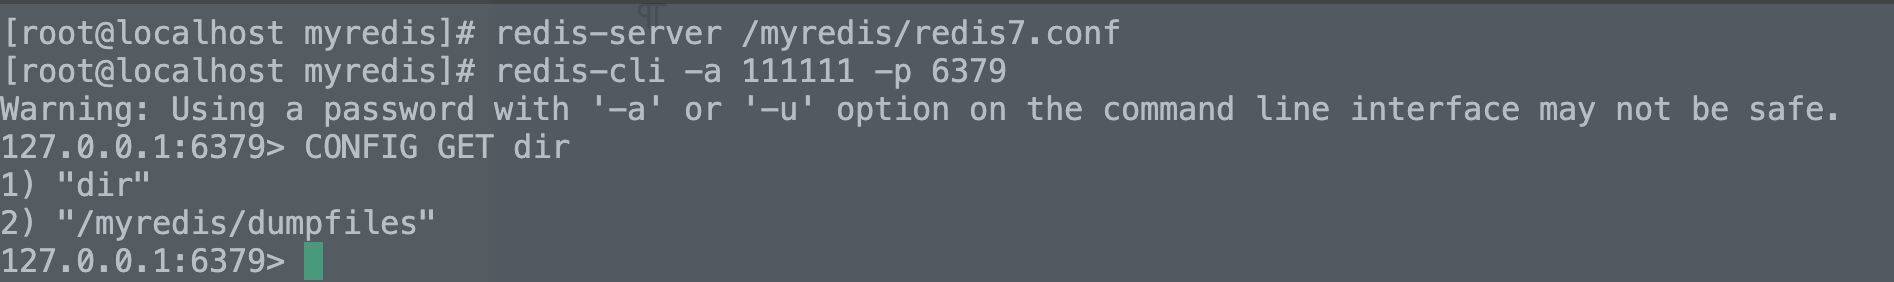 [root@localhost myredis]# redis-server /myredis/redis7.conf
[root@localhost myredis]# redis-cli -a 111111 -p 6379
Warning: Using a password with '-a' or '-u' option on the command line interface may not be safe.
127.0.0.1:6379> CONFIG GET dir
1) "dir"
2) "/myredis/dumpfiles"
127.0.0.1:6379>